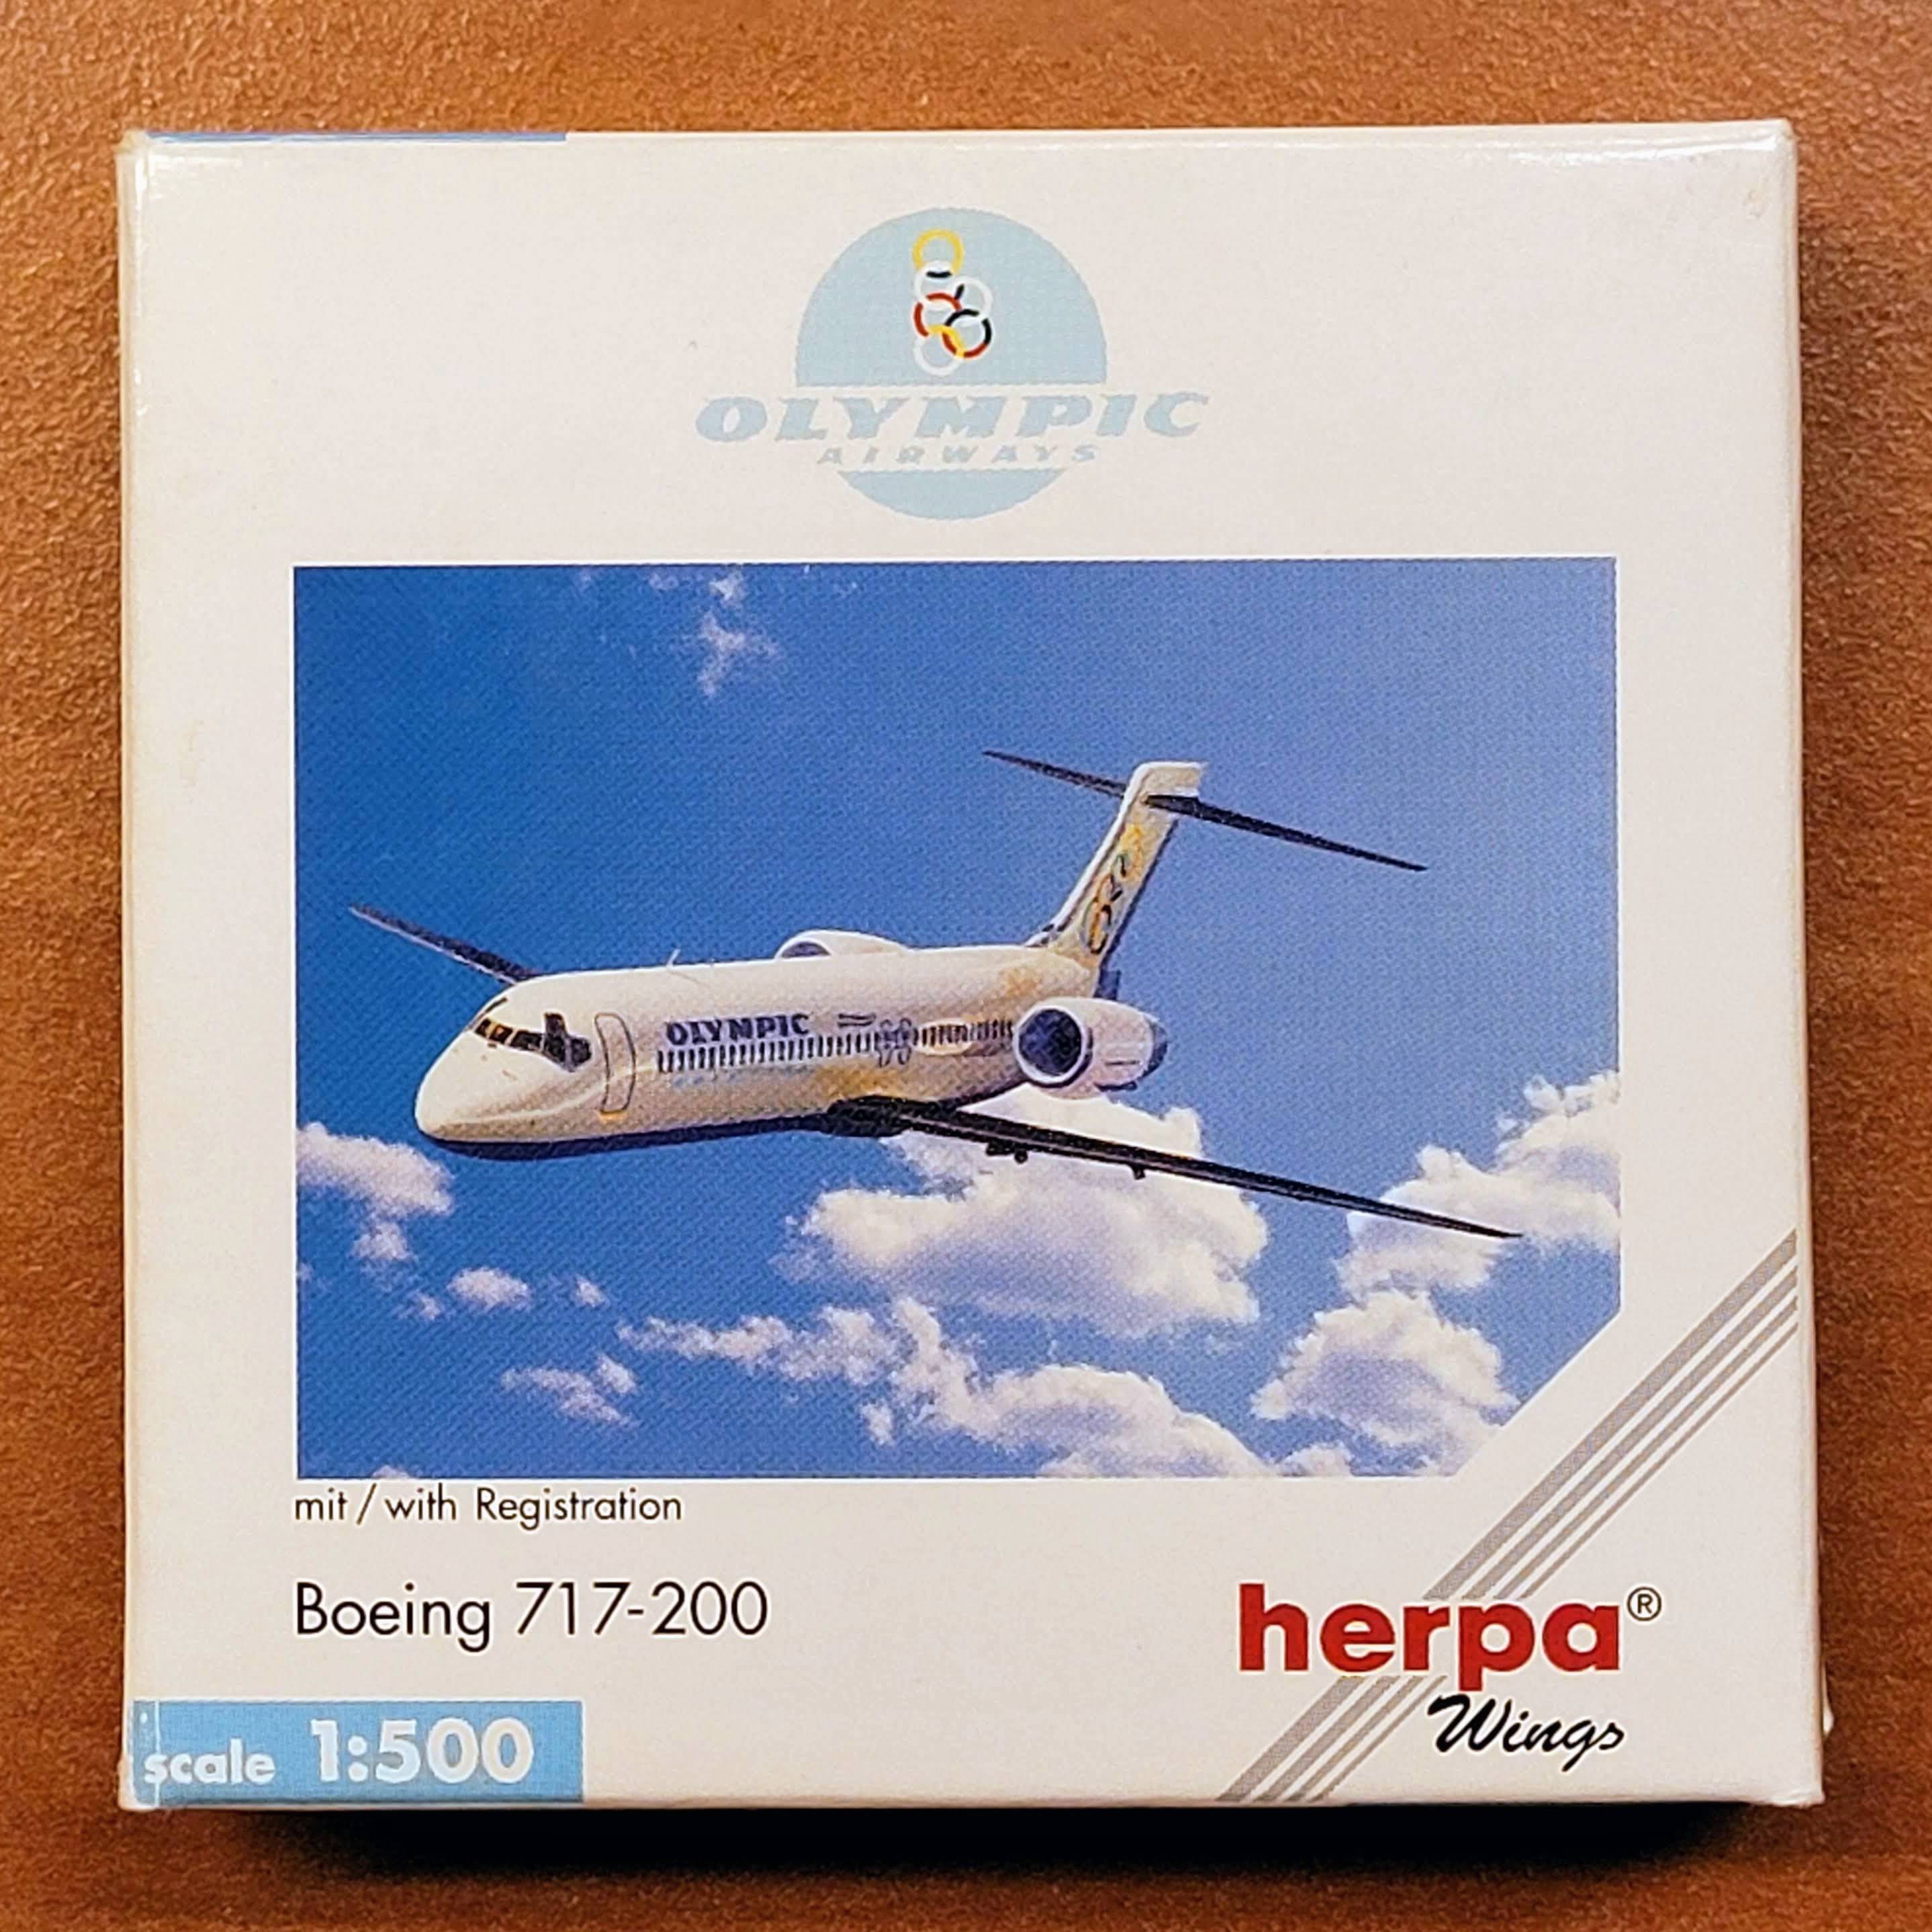 OLYMPIC
AIRWAYS
OLYMPIC
mit / with Registration
Boeing 717-200
herpa®
Wings
scale 1:500